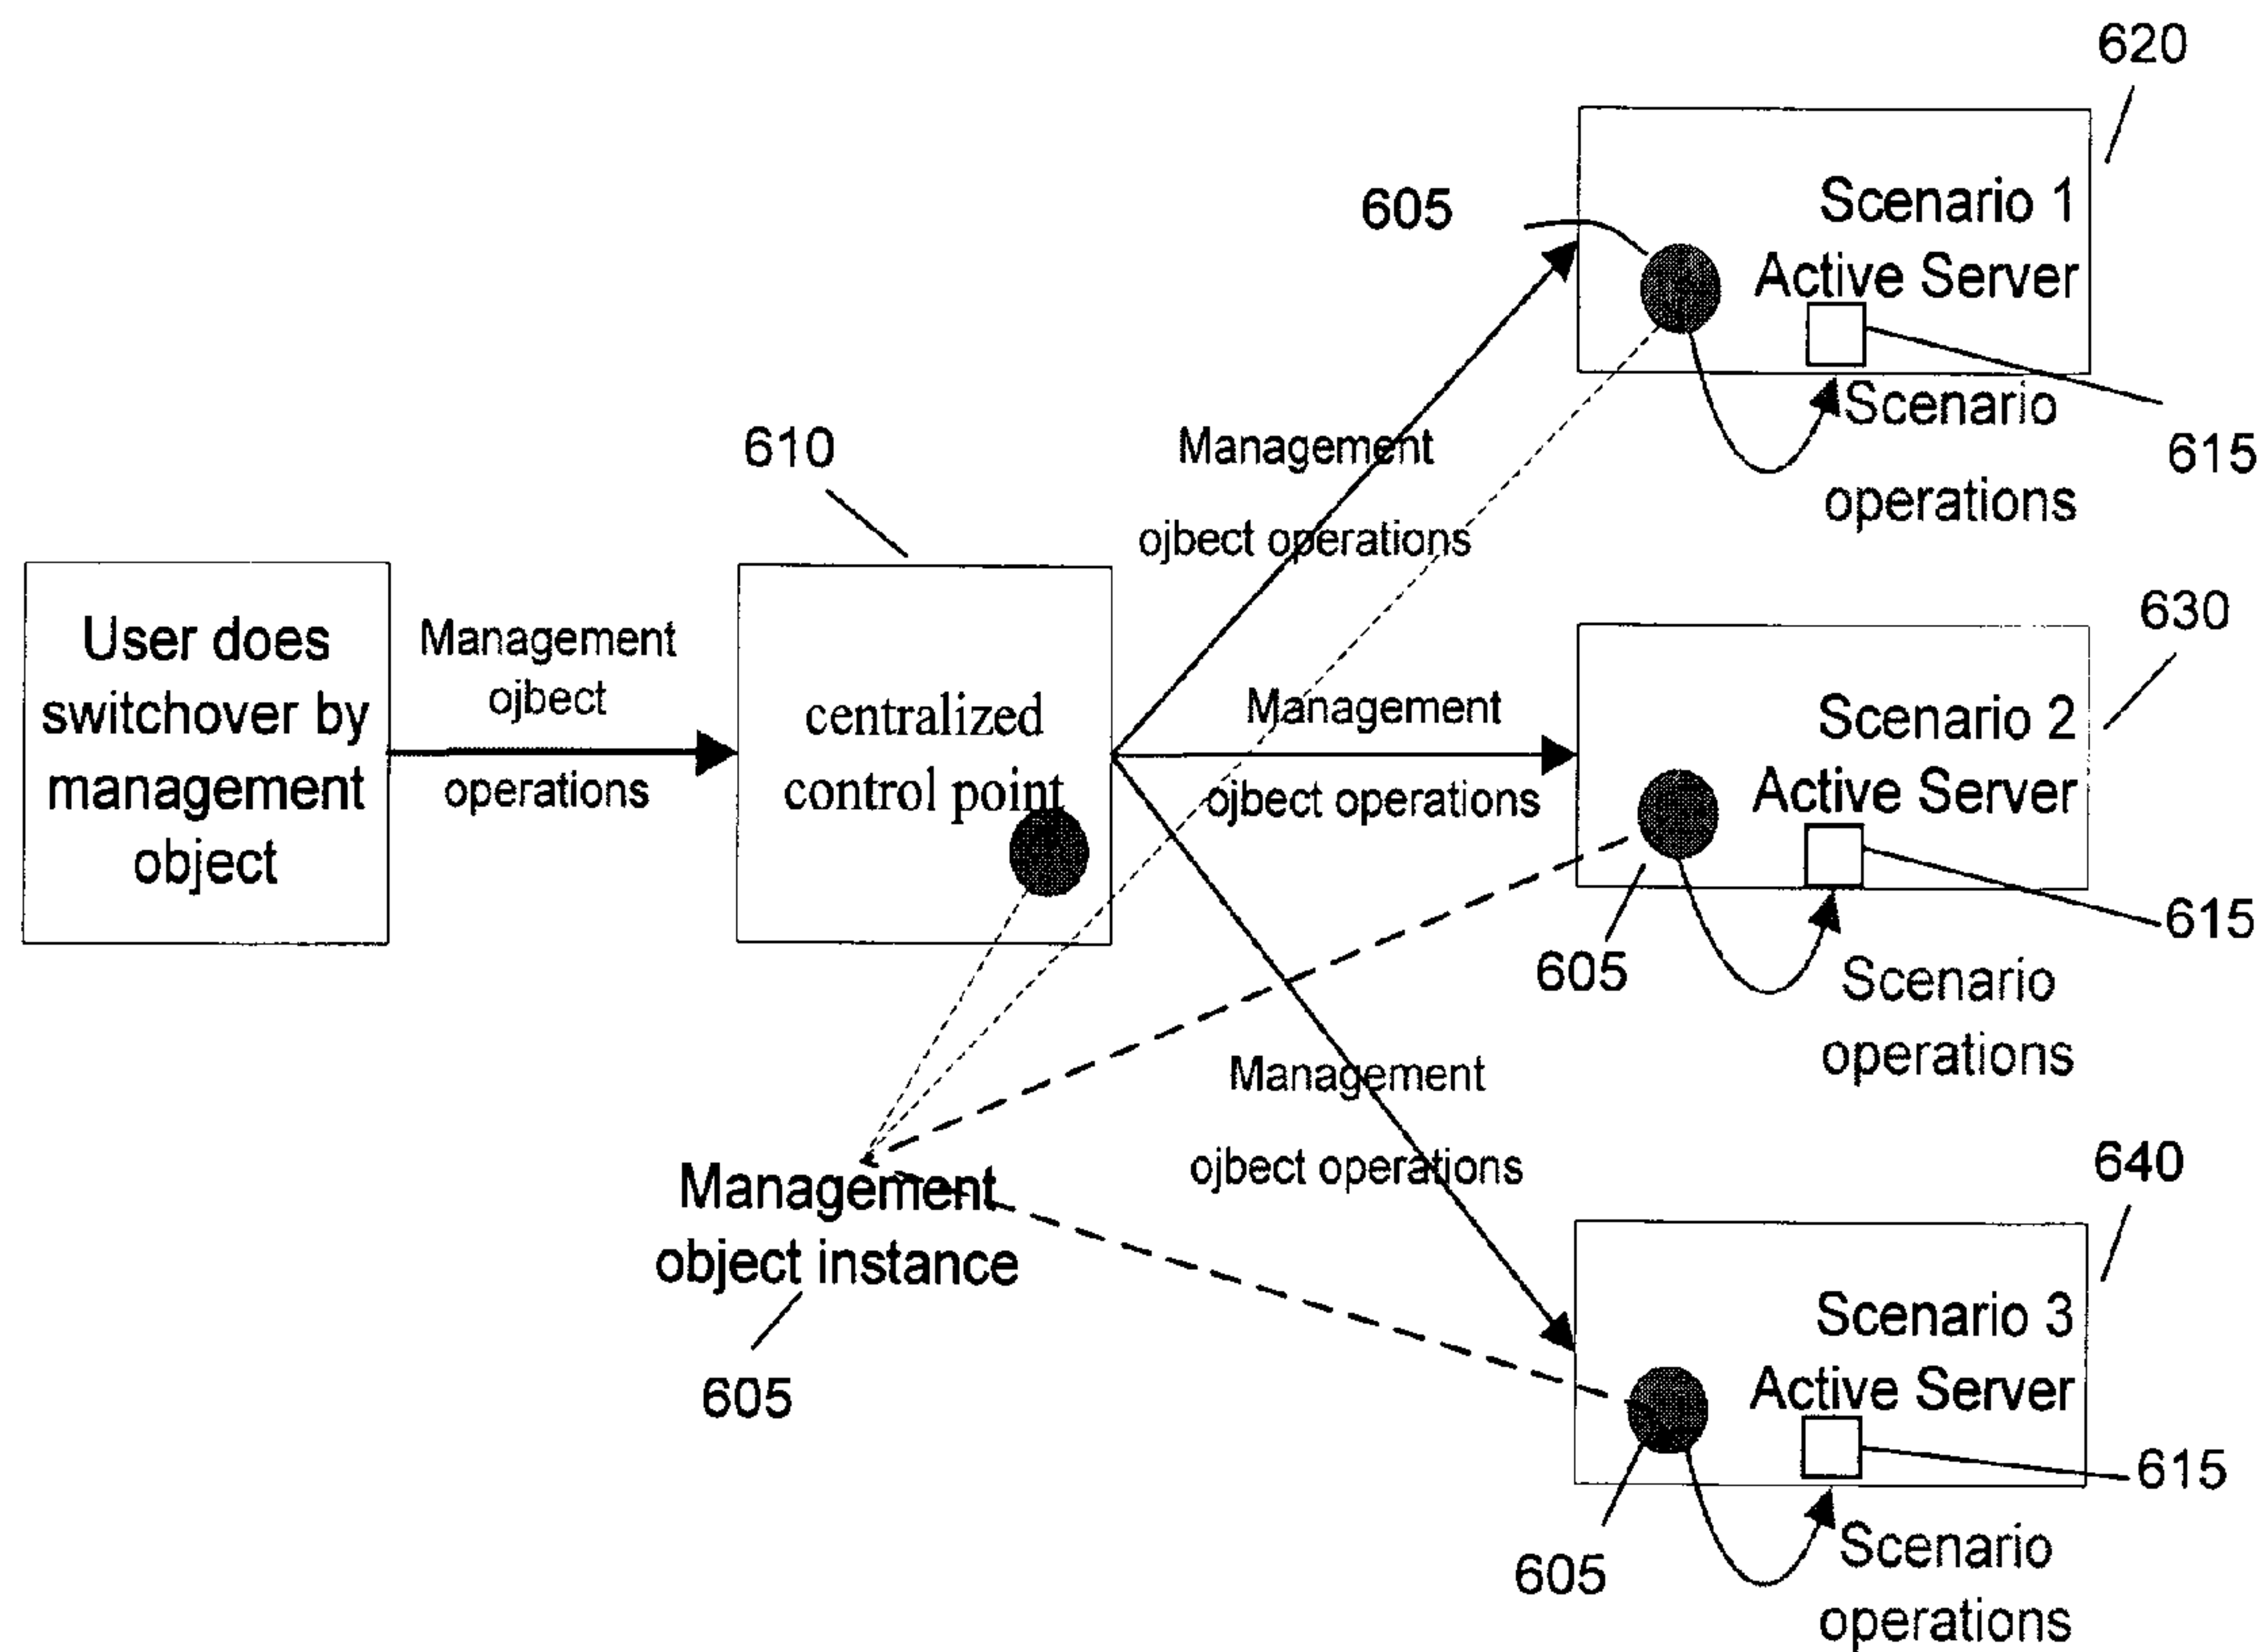 620
605
Scenario 1
Active Server
Scenario
operations
615
610
Management
ojbect operations
User does
switchover by
management
object
Management
ojbect
operations
centralized
control point
Management
ojbect operations
630
Scenario 2
Active Server
605
615
Scenario
operations
Management
ojbect operations
Management
object instance
605
640
Scenario 3
Active Server
605
615
Scenario
operations